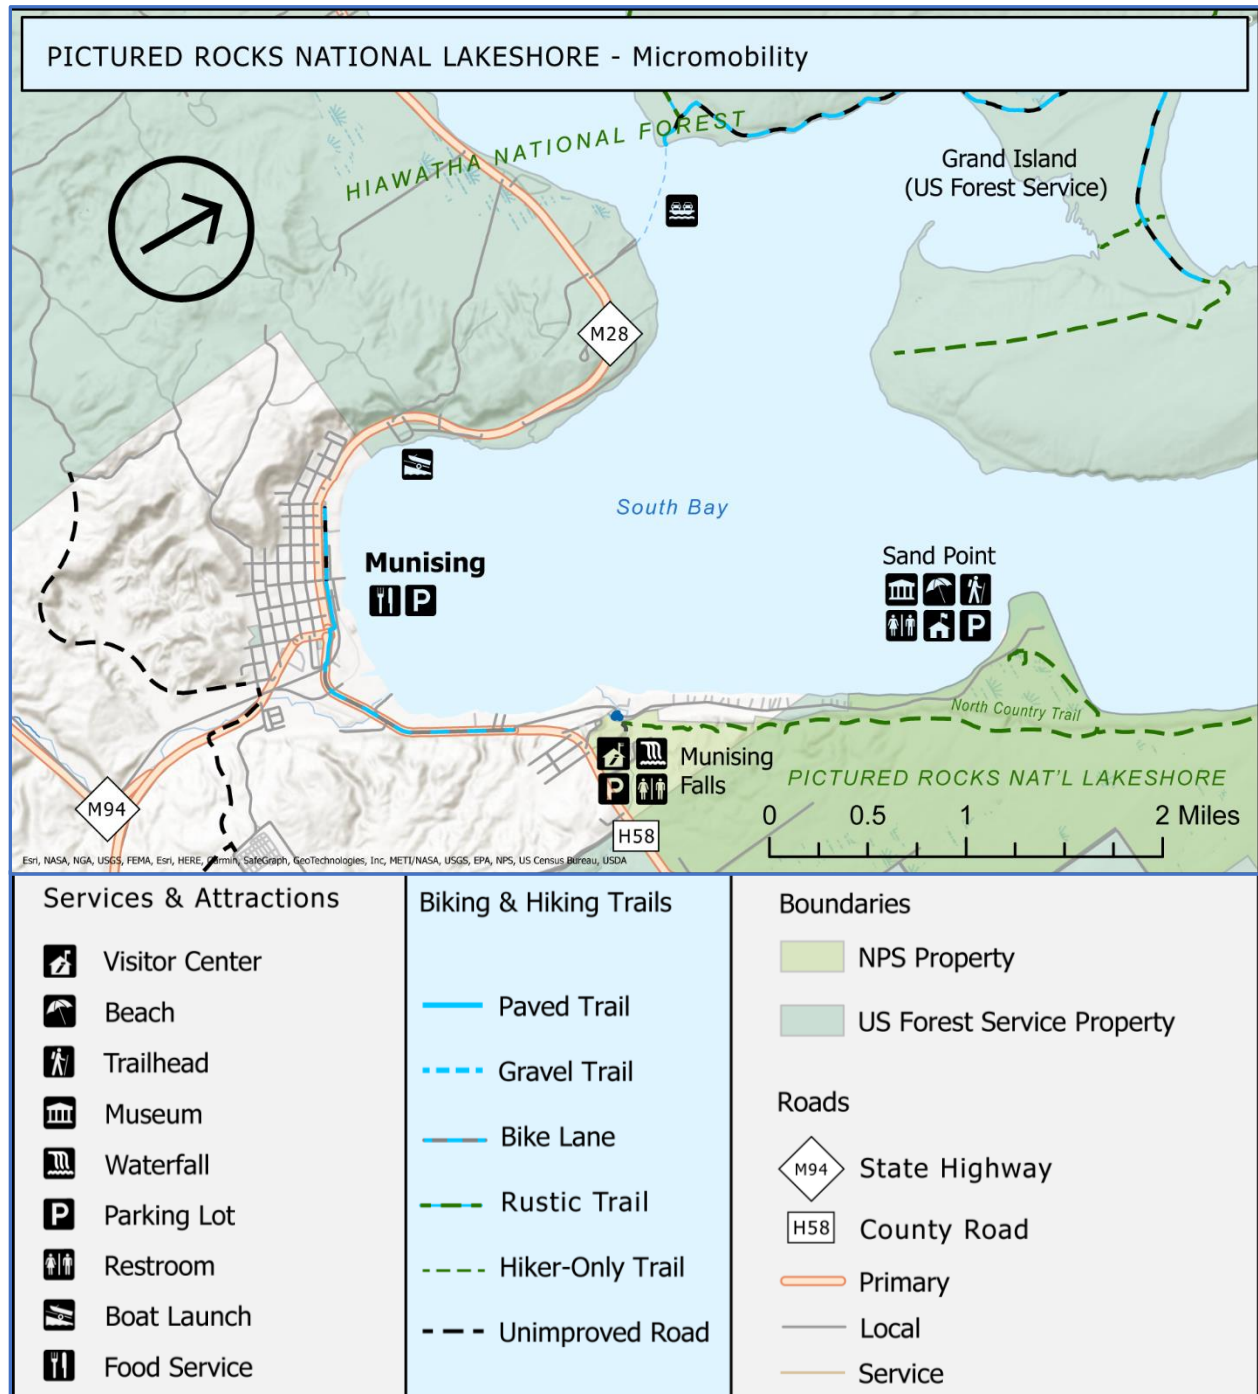 PICTURED ROCKS NATIONAL LAKESHORE - Micromobility
HIAWATHA NATIONAL FOREST
Grand Island
(US Forest Service)
M28
South Bay
Munising
P
Sand Point
P
North Country Trail
Munising
Falls
P
PICTURED ROCKS NAT'L LAKESHORE
0 0.5 1 2 Miles
M94
H58
Esri, NASA, NGA, USGS, FEMA, Esri, HERE, Garmin, SafeGraph, GeoTechnologies, Inc, METI/NASA, USGS, EPA, NPS, US Census Bureau, USDA
Services & Attractions
Visitor Center
Beach
Trailhead
Museum
Waterfall
P Parking Lot
Restroom
Boat Launch
Food Service
Biking & Hiking Trails
Paved Trail
Gravel Trail
Bike Lane
Rustic Trail
Hiker-Only Trail
Unimproved Road
Boundaries
NPS Property
US Forest Service Property
Roads
M94 State Highway
H58 County Road
Primary
Local
Service